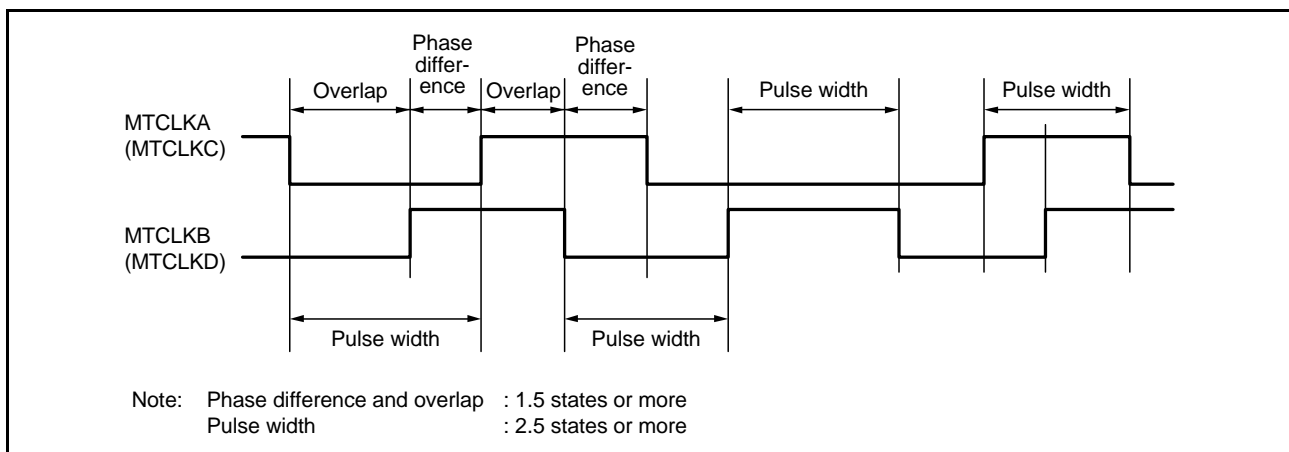 Phase
differ-
ence
Phase
differ-
ence
Overlap
Overlap
Pulse width
Pulse width
MTCLKA
(MTCLKC)
MTCLKB
(MTCLKD)
Pulse width
Pulse width
Note: Phase difference and overlap : 1.5 states or more
Pulse width : 2.5 states or more